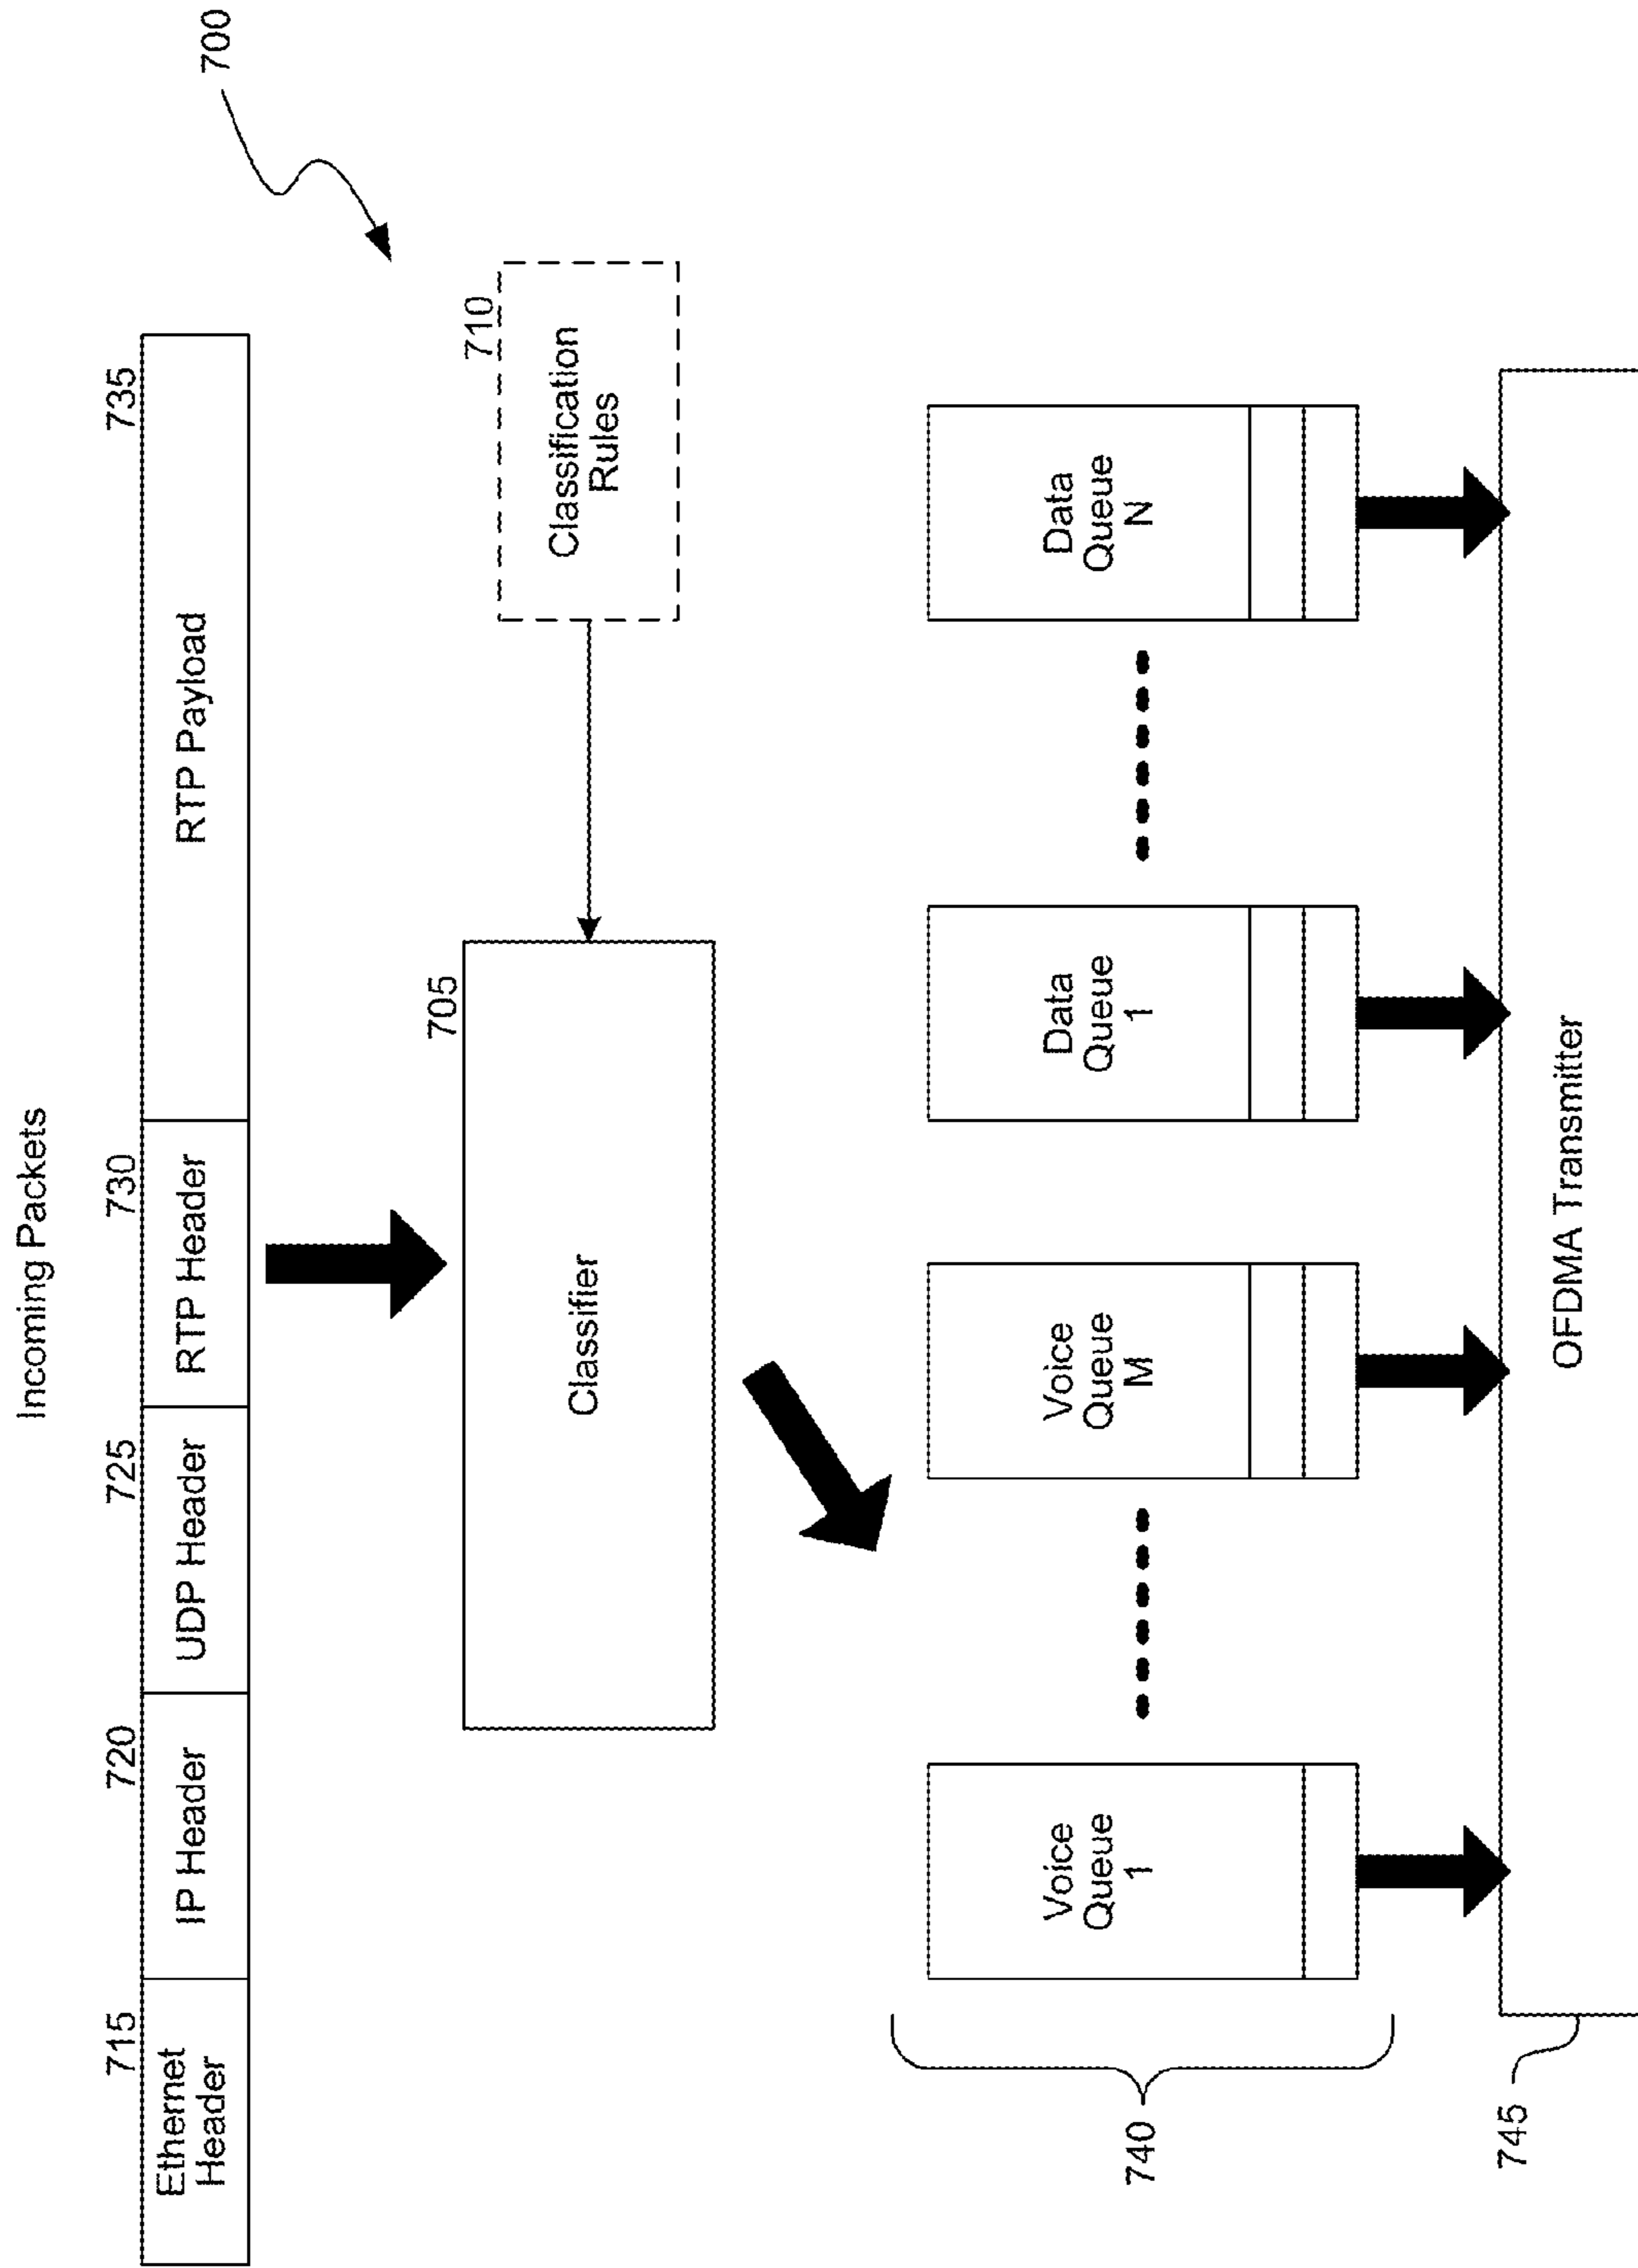 Incoming Packets
700
715
720
725
730
735
Ethernet
Header
IP Header
UDP Header
RTP Header
RTP Payload
705
Classifier
710
Classification
Rules
740
Voice
Queue
1
Voice
Queue
M
Data
Queue
1
Data
Queue
N
745
OFDMA Transmitter